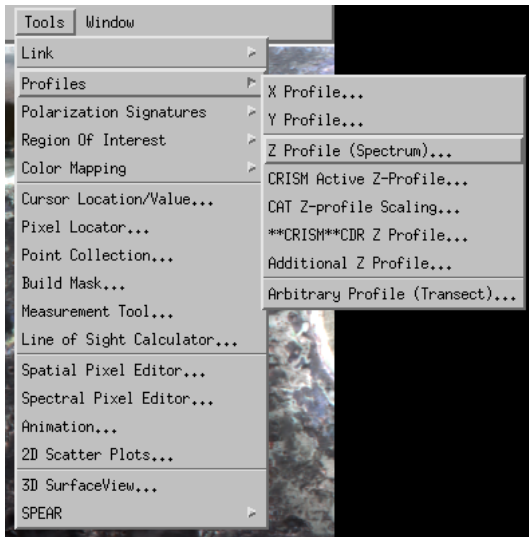 Tools Window
Link
Profiles
Polarization Signatures
Region Of Interest
Color Mapping
Cursor Location/Value...
Pixel Locator...
Point Collection...
Build Mask...
Measurement Tool...
Line of Sight Calculator...
Spatial Pixel Editor...
Spectral Pixel Editor...
Animation...
2D Scatter Plots...
3D SurfaceView...
SPEAR
X Profile...
Y Profile...
Z Profile (Spectrum)...
CRISM Active Z-Profile...
CAT Z-profile Scaling...
**CRISM**CDR Z Profile...
Additional Z Profile...
Arbitrary Profile (Transect)...